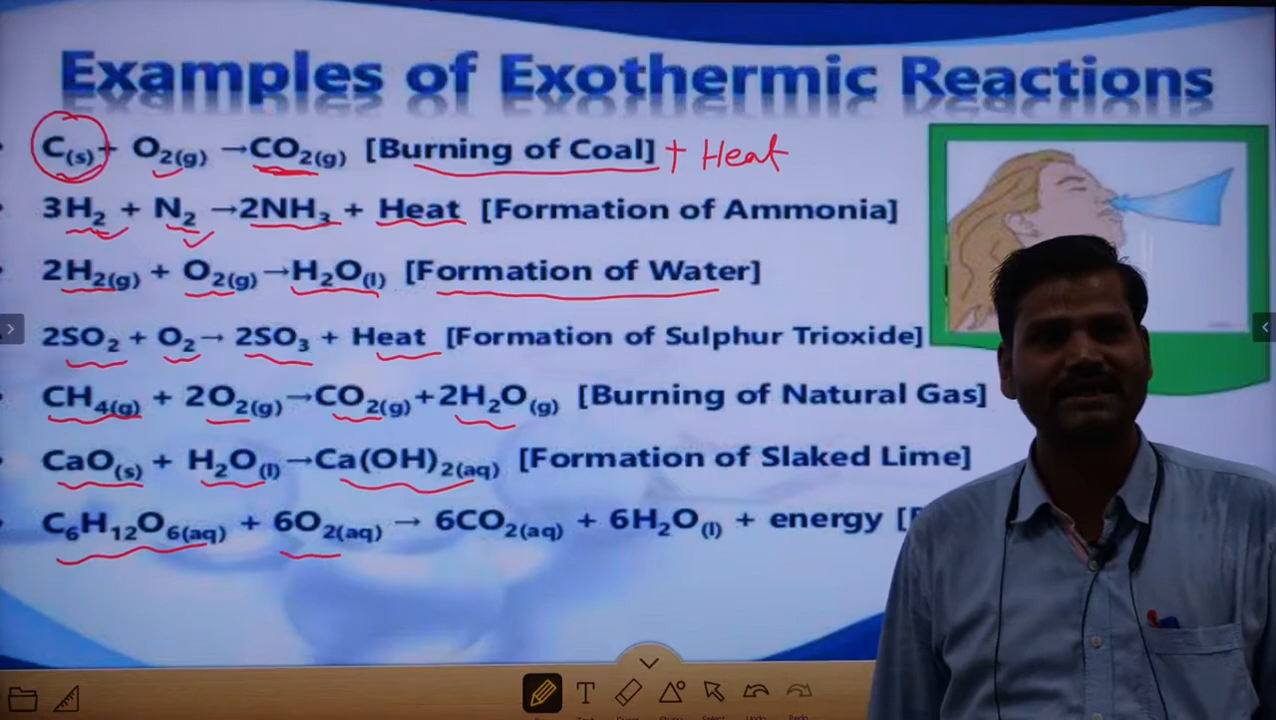 Examples of Exothermic Reactions
C(s) + O2(g) →CO2(g) [Burning of Coal] + Heat
3H2 + N2 →2NH3 + Heat [Formation of Ammonia]
2H2(g) + O2(g) →H2O(l) [Formation of Water]
2SO2 + O2→ 2SO3 + Heat [Formation of Sulphur Trioxide]
CH4(g) + 2O2(g)→CO2(g)+2H2O(g) [Burning of Natural Gas]
CaO(s) + H2O(l)→Ca(OH)2(aq) [Formation of Slaked Lime]
C6H12O6(aq) + 6O2(aq) → 6CO2(aq) + 6H2O(l) + energy [